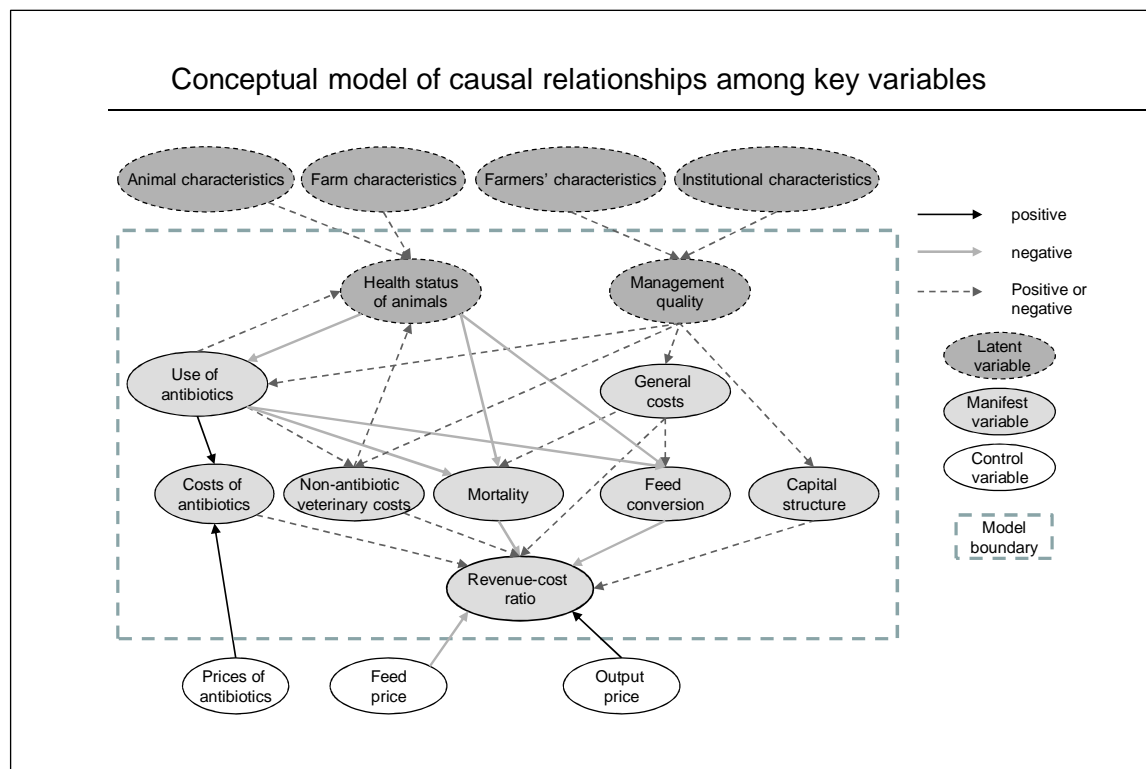 Conceptual model of causal relationships among key variables
Animal characteristics
Farm characteristics
Farmers' characteristics
Institutional characteristics
positive
negative
Positive or
negative
Health status
of animals
Management
quality
Latent
variable
Use of
antibiotics
General
costs
Manifest
variable
Control
variable
Costs of
antibiotics
Non-antibiotic
veterinary costs
Mortality
Feed
conversion
Capital
structure
Model
boundary
Revenue-cost
ratio
Prices of
antibiotics
Feed
price
Output
price